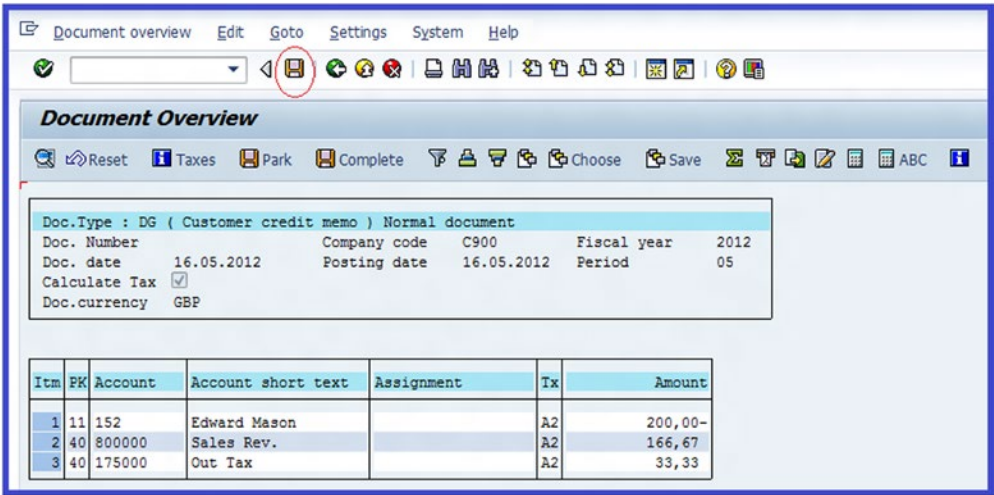 Document overview Edit Goto Settings System Help
Document Overview
Reset Taxes Park Complete Choose Save ABC
Doc.Type : DG ( Customer credit memo ) Normal document
Doc. Number Company code C900 Fiscal year 2012
Doc. date 16.05.2012 Posting date 16.05.2012 Period 05
Calculate Tax
Doc.currency GBP
Itm PK Account Account short text Assignment Tx Amount
1 11 152 Edward Mason A2 200,00-
2 40 800000 Sales Rev. A2 166,67
3 40 175000 Out Tax A2 33,33